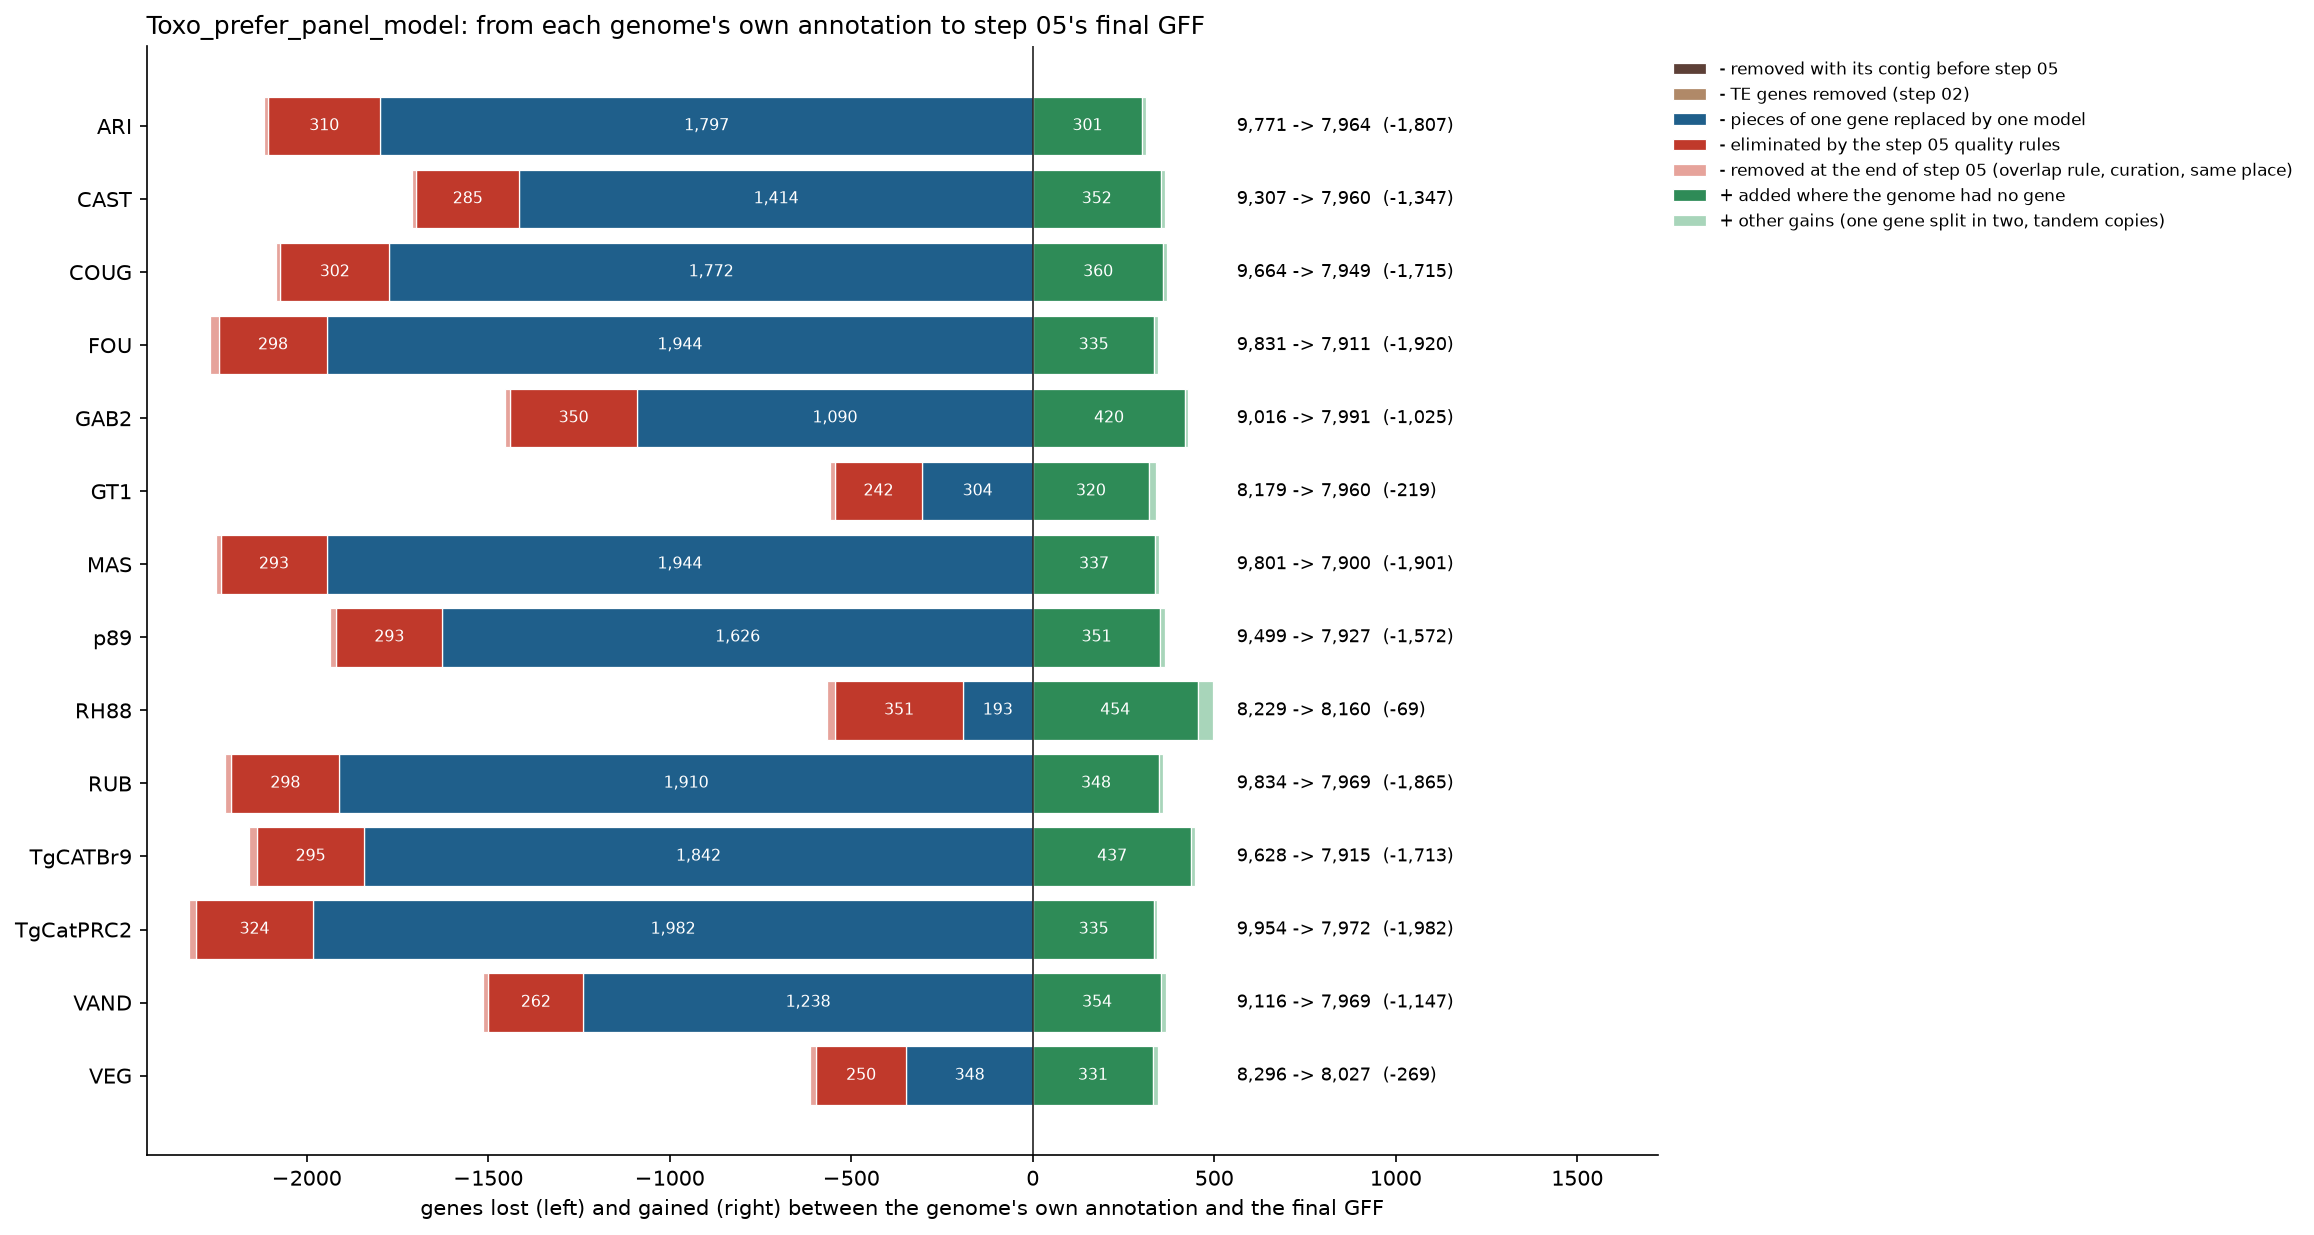 Toxo_prefer_panel_model: from each genome's own annotation to step 05's final GFF
- removed with its contig before step 05
- TE genes removed (step 02)
- pieces of one gene replaced by one model
- eliminated by the step 05 quality rules
- removed at the end of step 05 (overlap rule, curation, same place)
+ added where the genome had no gene
+ other gains (one gene split in two, tandem copies)
ARI 310 1,797 301 9,771 -> 7,964 (-1,807)
CAST 285 1,414 352 9,307 -> 7,960 (-1,347)
COUG 302 1,772 360 9,664 -> 7,949 (-1,715)
FOU 298 1,944 335 9,831 -> 7,911 (-1,920)
GAB2 350 1,090 420 9,016 -> 7,991 (-1,025)
GT1 242 304 320 8,179 -> 7,960 (-219)
MAS 293 1,944 337 9,801 -> 7,900 (-1,901)
p89 293 1,626 351 9,499 -> 7,927 (-1,572)
RH88 351 193 454 8,229 -> 8,160 (-69)
RUB 298 1,910 348 9,834 -> 7,969 (-1,865)
TgCATBr9 295 1,842 437 9,628 -> 7,915 (-1,713)
TgCatPRC2 324 1,982 335 9,954 -> 7,972 (-1,982)
VAND 262 1,238 354 9,116 -> 7,969 (-1,147)
VEG 250 348 331 8,296 -> 8,027 (-269)
−2000 −1500 −1000 −500 0 500 1000 1500
genes lost (left) and gained (right) between the genome's own annotation and the final GFF